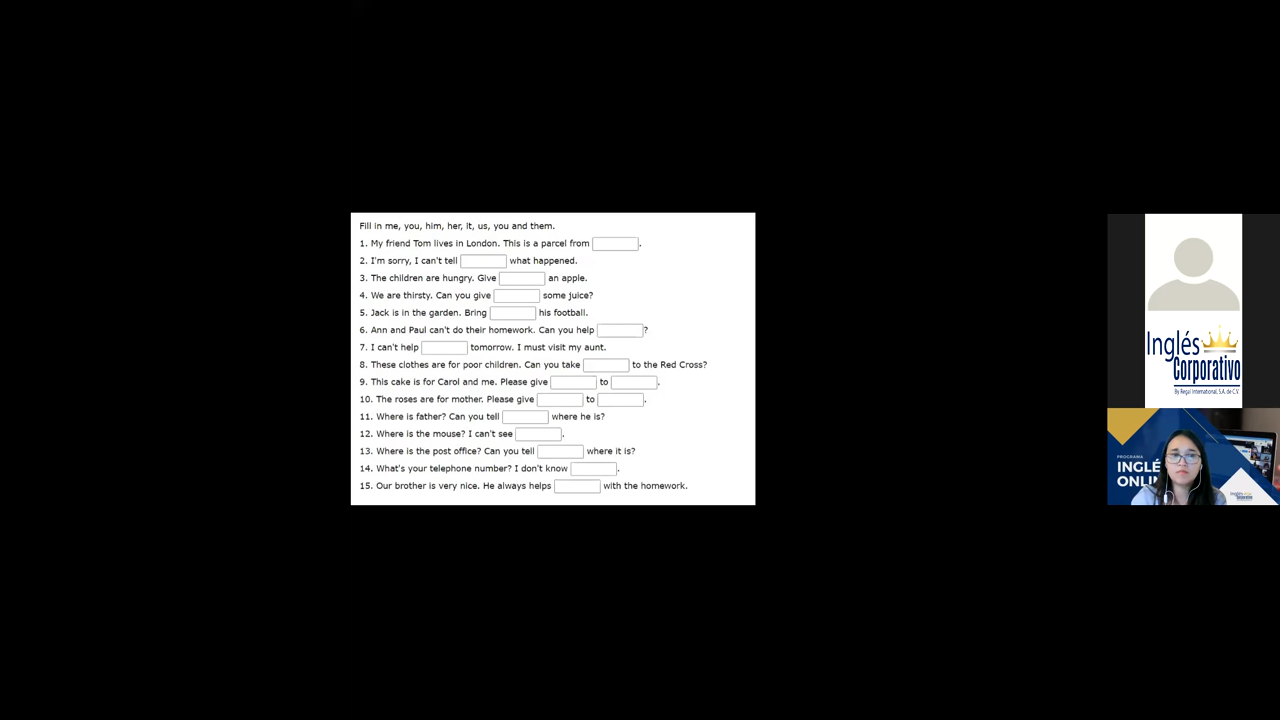 Fill in me, you, him, her, it, us, you and them.
1. My friend Tom lives in London. This is a parcel from .
2. I'm sorry, I can't tell what happened.
3. The children are hungry. Give an apple.
4. We are thirsty. Can you give some juice?
5. Jack is in the garden. Bring his football.
6. Ann and Paul can't do their homework. Can you help ?
7. I can't help tomorrow. I must visit my aunt.
8. These clothes are for poor children. Can you take to the Red Cross?
9. This cake is for Carol and me. Please give to .
10. The roses are for mother. Please give to .
11. Where is father? Can you tell where he is?
12. Where is the mouse? I can't see .
13. Where is the post office? Can you tell where it is?
14. What's your telephone number? I don't know .
15. Our brother is very nice. He always helps with the homework.
Inglés
Corporativo
By Regal International, S.A. de C.V.
PROGRAMA
INGLÉ
ONLI